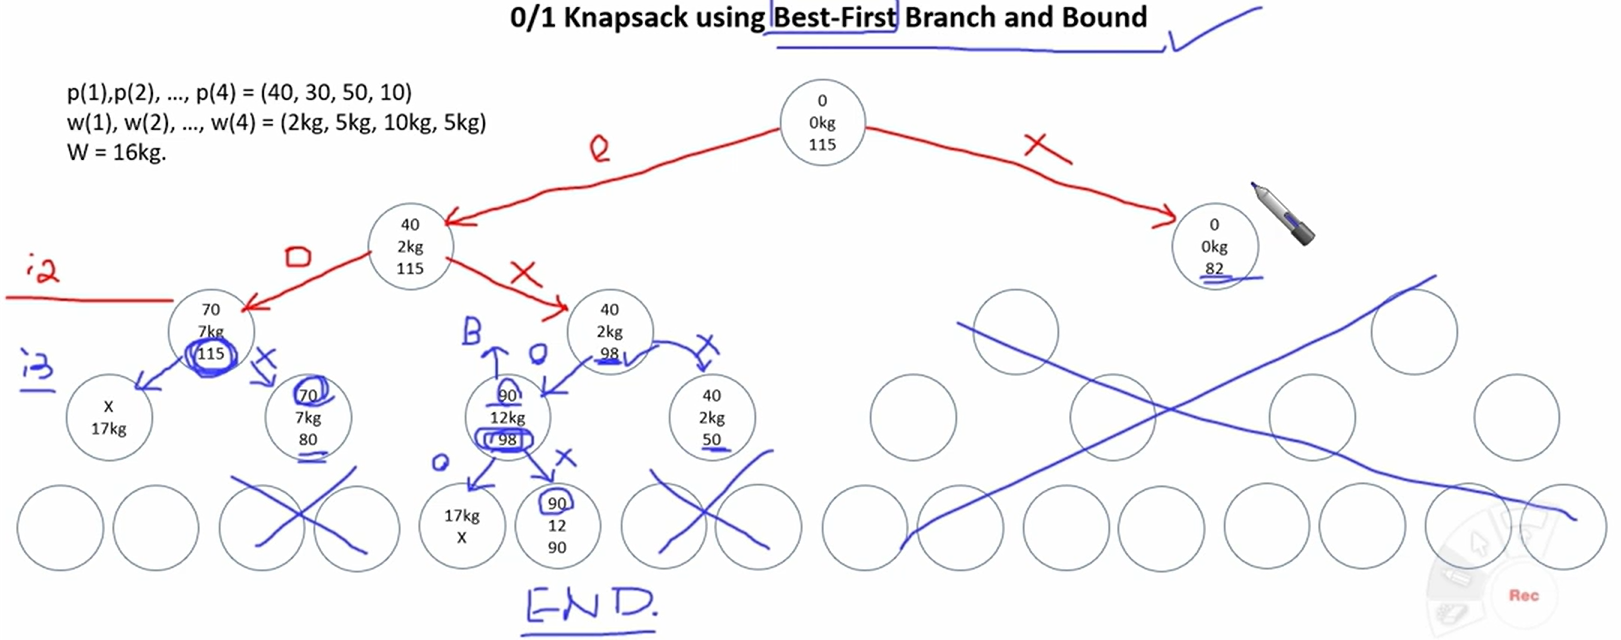 0/1 Knapsack using Best-First Branch and Bound
p(1),p(2), ..., p(4) = (40, 30, 50, 10)
w(1), w(2), ..., w(4) = (2kg, 5kg, 10kg, 5kg)
W = 16kg.
0
0kg
115
X
40
2kg
115
0
0kg
82
i2
O
X
70
7kg
115
40
2kg
98
i3
X
B
O
X
X
17kg
70
7kg
80
90
12kg
98
40
2kg
50
O
X
17kg
X
90
12
90
END.
Rec